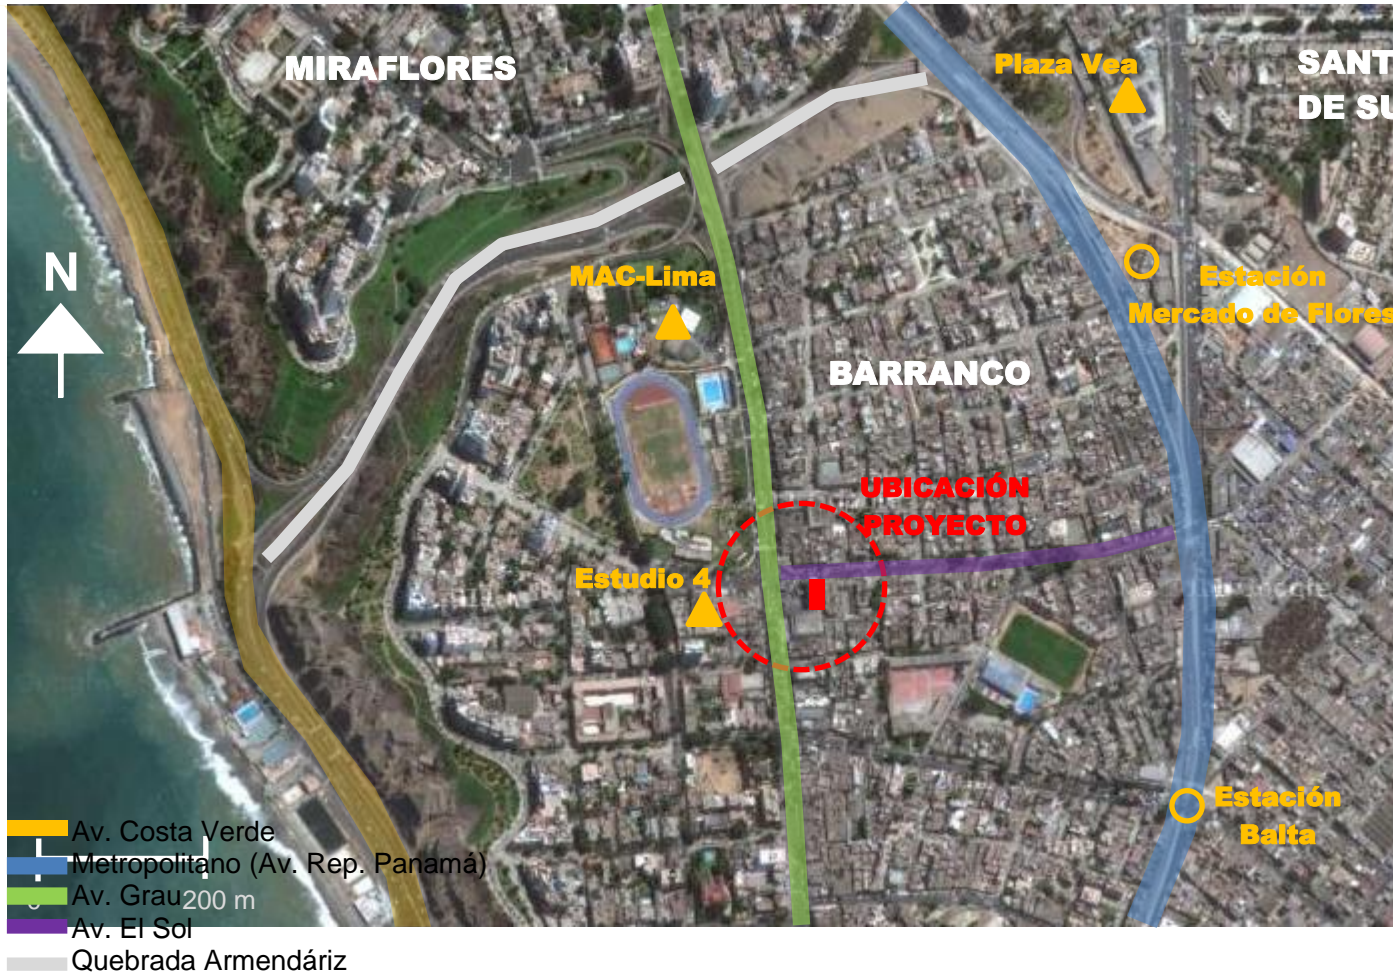 MIRAFLORES
Plaza Vea
SANT
DE SU
N
MAC-Lima
Estación
Mercado de Flores
BARRANCO
UBICACIÓN
PROYECTO
Estudio 4
Estación
Balta
Av. Costa Verde
Metropolitano (Av. Rep. Panamá)
Av. Grau
200 m
Av. El Sol
Quebrada Armendáriz